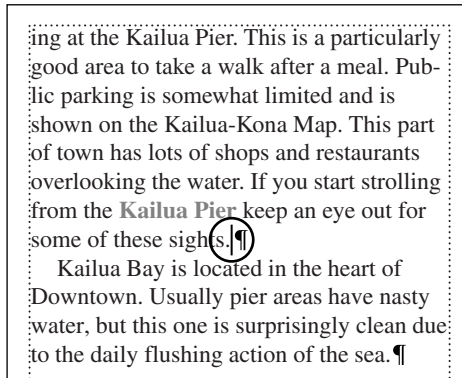 ing at the Kailua Pier. This is a particularly
good area to take a walk after a meal. Pub-
lic parking is somewhat limited and is
shown on the Kailua-Kona Map. This part
of town has lots of shops and restaurants
overlooking the water. If you start strolling
from the Kailua Pier keep an eye out for
some of these sights.¶
Kailua Bay is located in the heart of
Downtown. Usually pier areas have nasty
water, but this one is surprisingly clean due
to the daily flushing action of the sea.¶